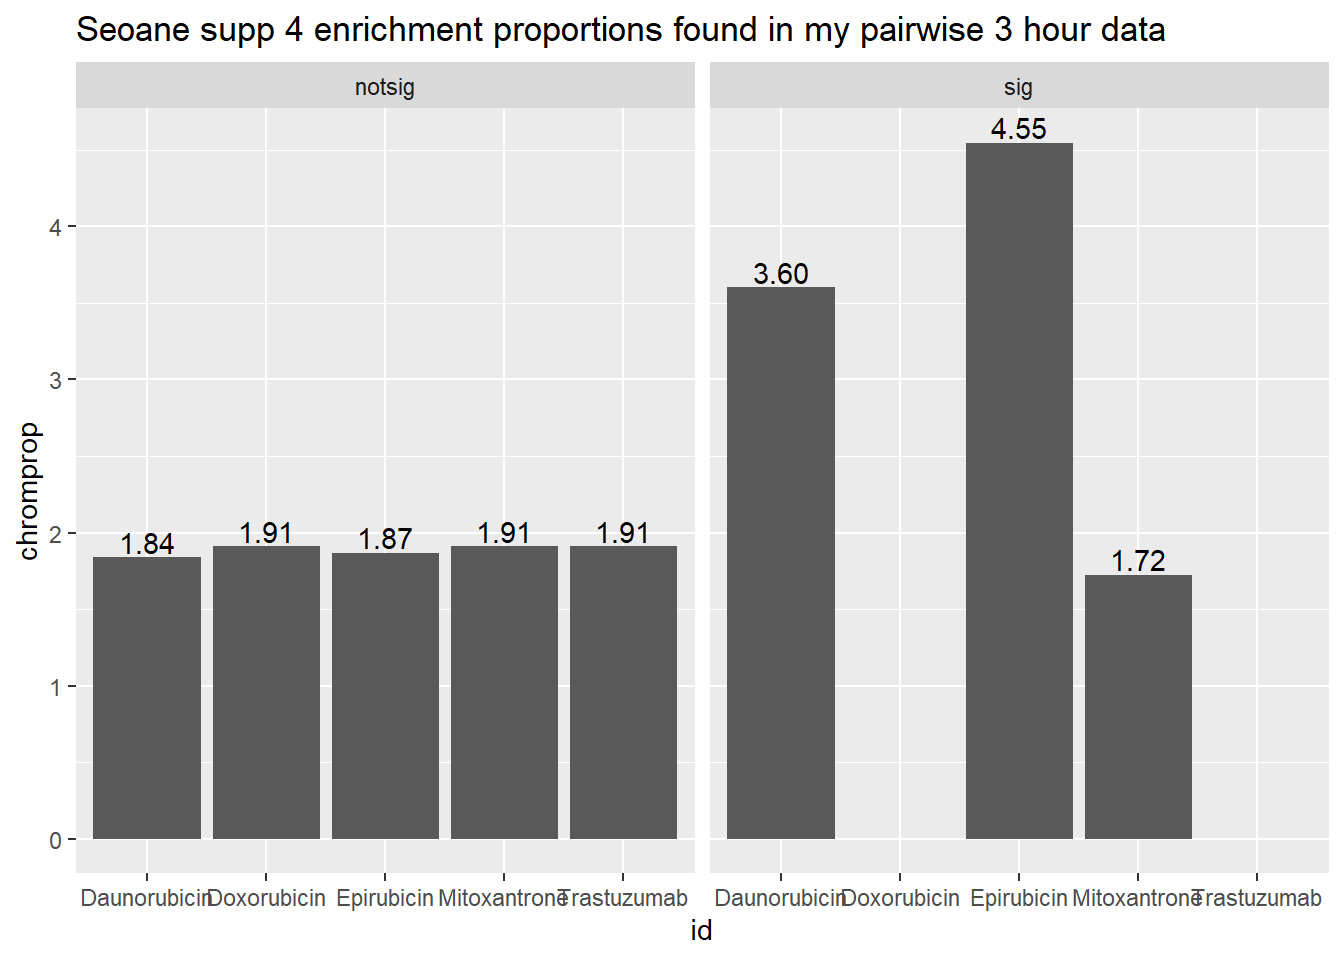 Seoane supp 4 enrichment proportions found in my pairwise 3 hour data
notsig
sig
chromprop
4
3
2
1
0
1.84
1.91
1.87
1.91
1.91
3.60
4.55
1.72
Daunorubicin
Doxorubicin
Epirubicin
Mitoxantrone
Trastuzumab
Daunorubicin
Doxorubicin
Epirubicin
Mitoxantrone
Trastuzumab
id